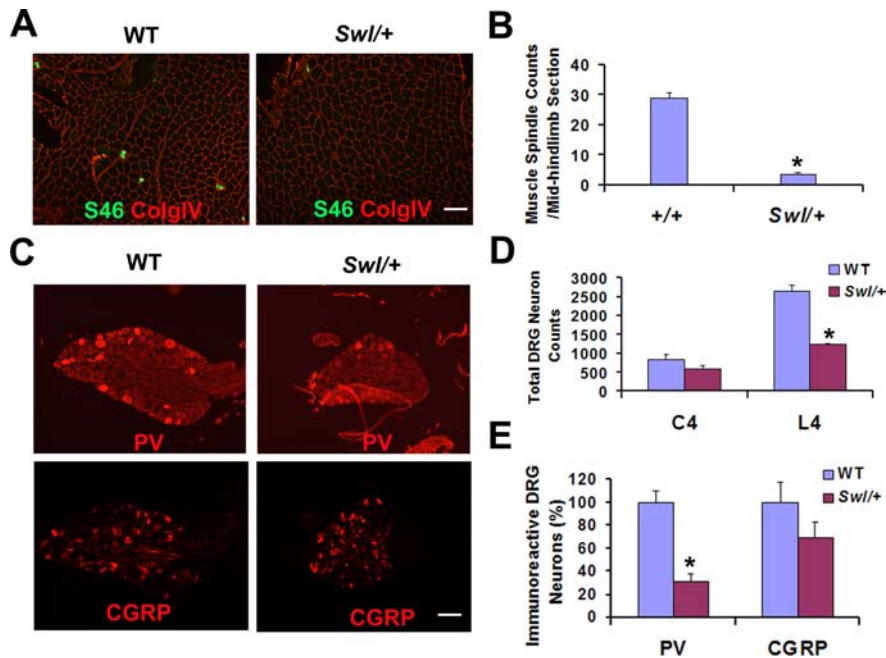 A
WT
Swl/+
S46 ColgIV
S46 ColgIV
B
Muscle Spindle Counts
/Mid-hindlimb Section
40
30
20
10
0
*
+/+
Swl/+
C
WT
Swl/+
PV
PV
CGRP
CGRP
D
Total DRG Neuron
Counts
3000
2500
2000
1500
1000
500
0
WT
Swl/+
*
C4
L4
E
Immunoreactive DRG
Neurons (%)
120
100
80
60
40
20
0
WT
Swl/+
*
PV
CGRP